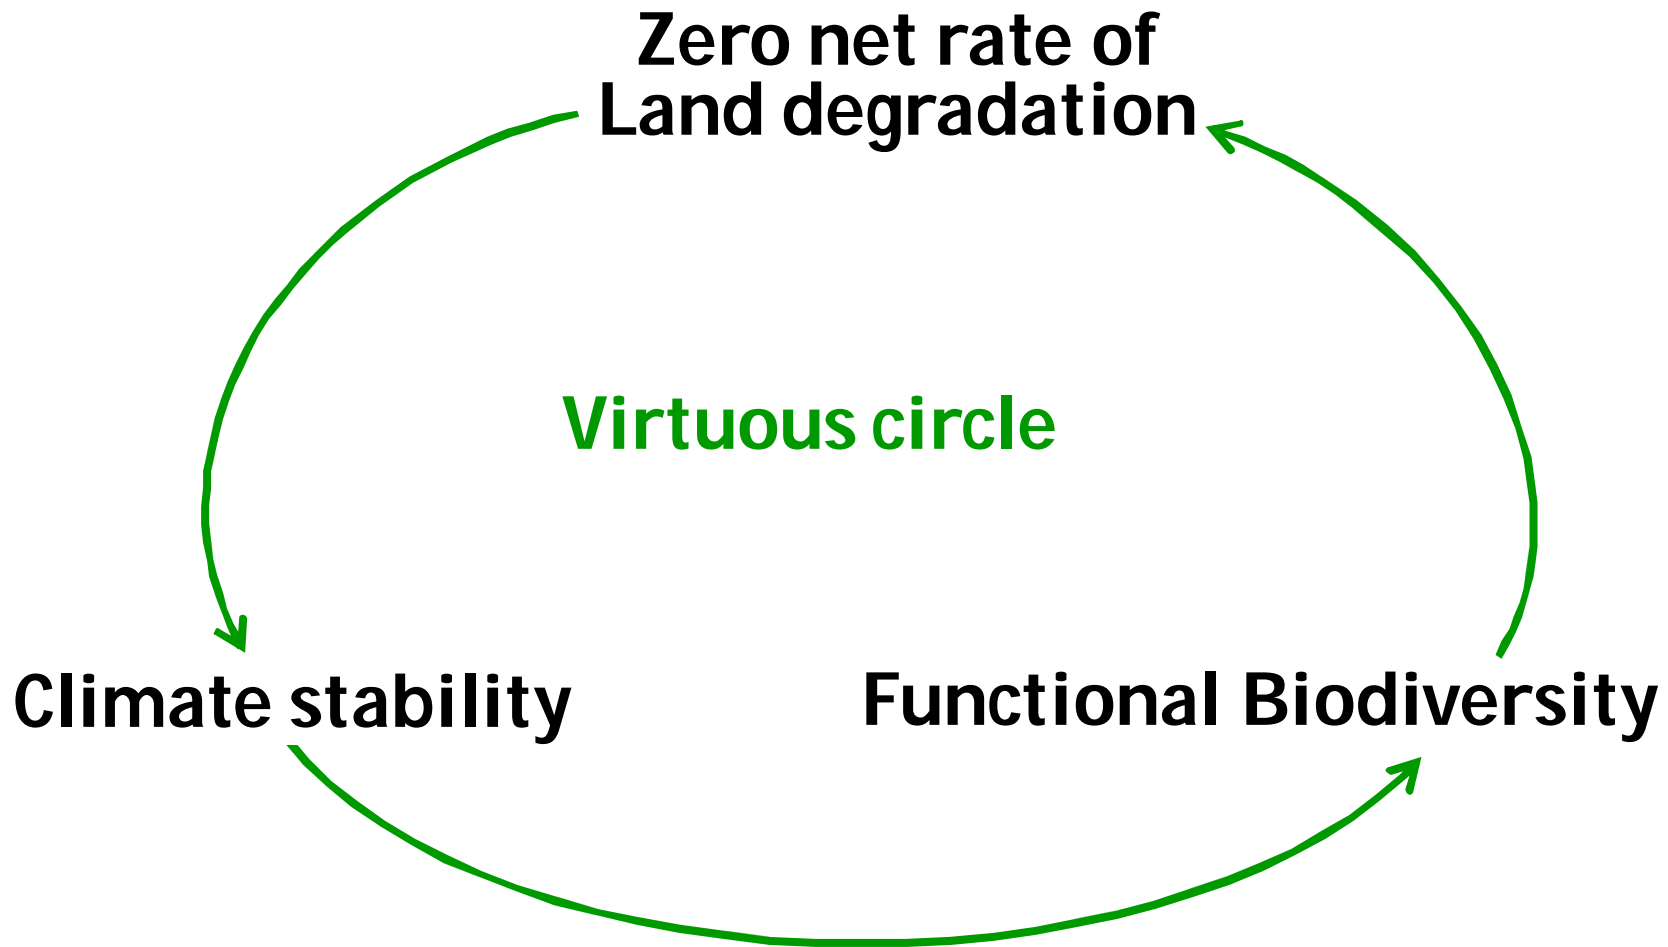 Zero net rate of
Land degradation
Virtuous circle
Climate stability
Functional Biodiversity